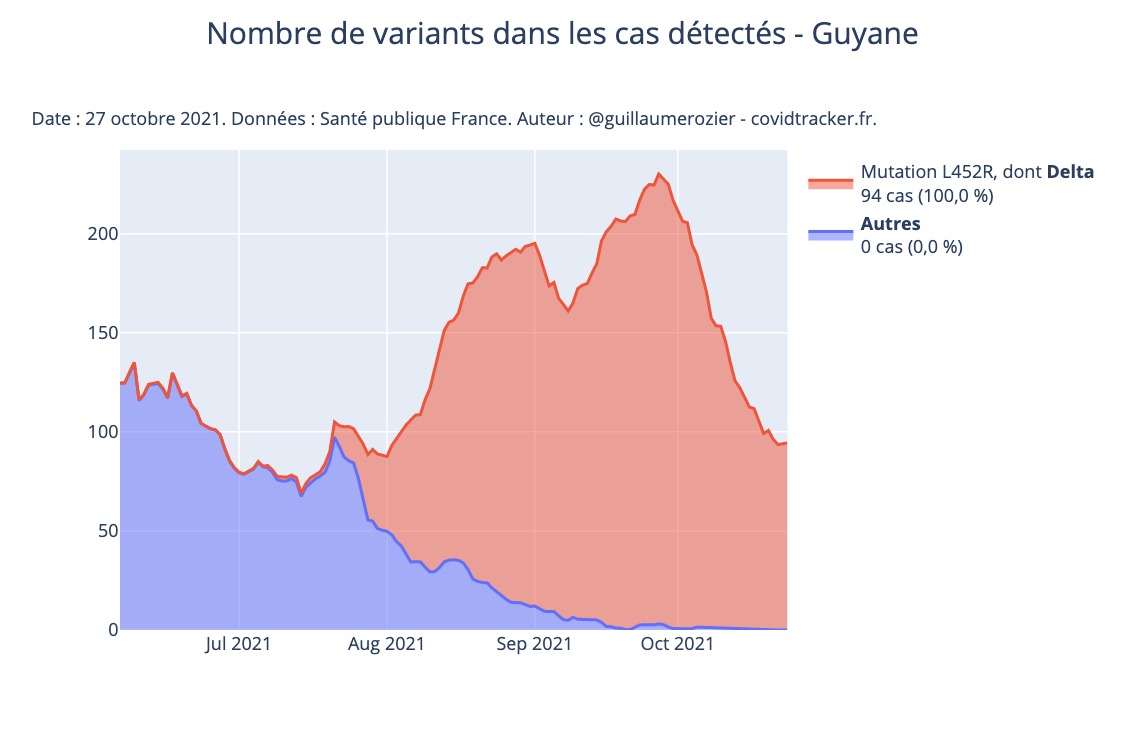 Nombre de variants dans les cas détectés - Guyane
Date : 27 octobre 2021. Données : Santé publique France. Auteur : @guillaumerozier - covidtracker.fr.
Mutation L452R, dont Delta
94 cas (100,0 %)
Autres
0 cas (0,0 %)
200
150
100
50
0
Jul 2021
Aug 2021
Sep 2021
Oct 2021